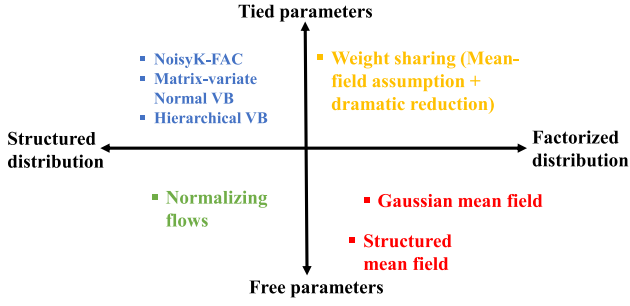 Tied parameters
▪ NoisyK-FAC
▪ Matrix-variate
Normal VB
▪ Hierarchical VB
▪ Weight sharing (Mean-
field assumption +
dramatic reduction)
Structured
distribution
Factorized
distribution
▪ Normalizing
flows
▪ Gaussian mean field
▪ Structured
mean field
Free parameters